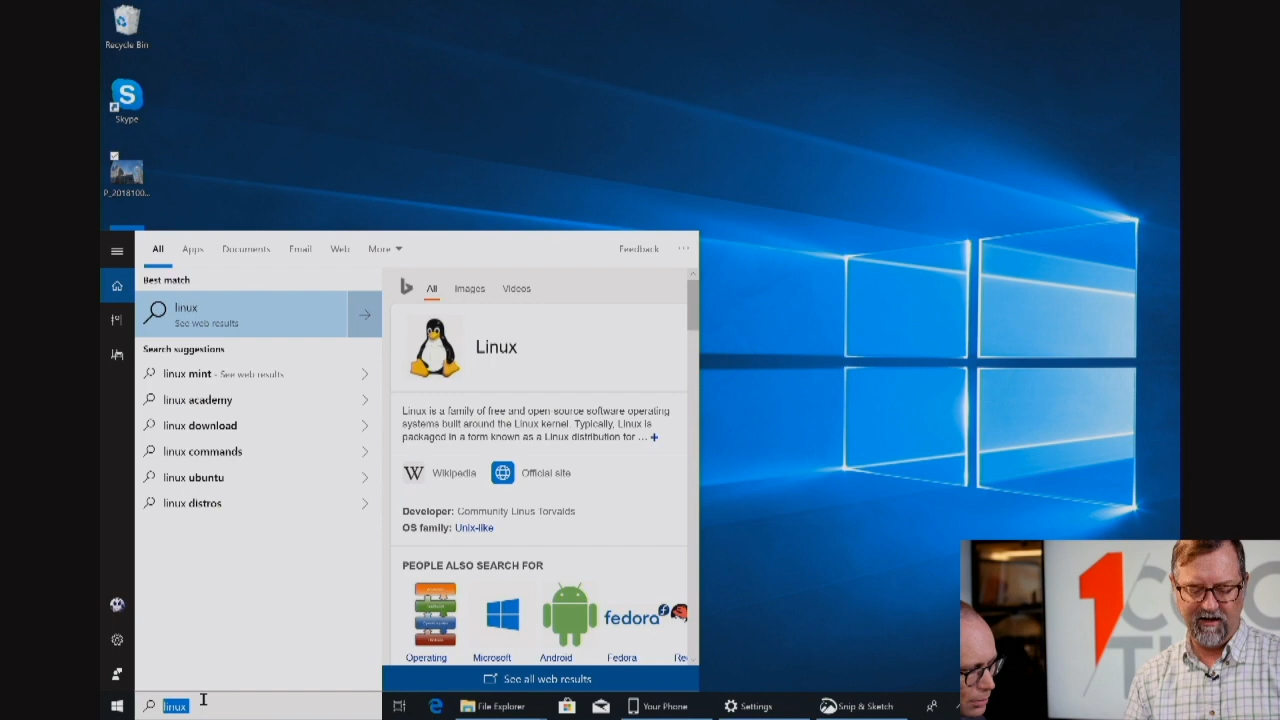 Recycle Bin
S
Skype
P_2018100...
All Apps Documents Email Web More Feedback ...
Best match
linux
See web results
Search suggestions
linux mint - See web results
linux academy
linux download
linux commands
linux ubuntu
linux distros
All Images Videos
Linux
Linux is a family of free and open-source software operating
systems built around the Linux kernel. Typically, Linux is
packaged in a form known as a Linux distribution for ... +
W Wikipedia Official site
Developer: Community Linus Torvalds
OS family: Unix-like
PEOPLE ALSO SEARCH FOR
fedora
Operating Microsoft Android Fedora Re
See all web results
linux
File Explorer Your Phone Settings Snip & Sketch